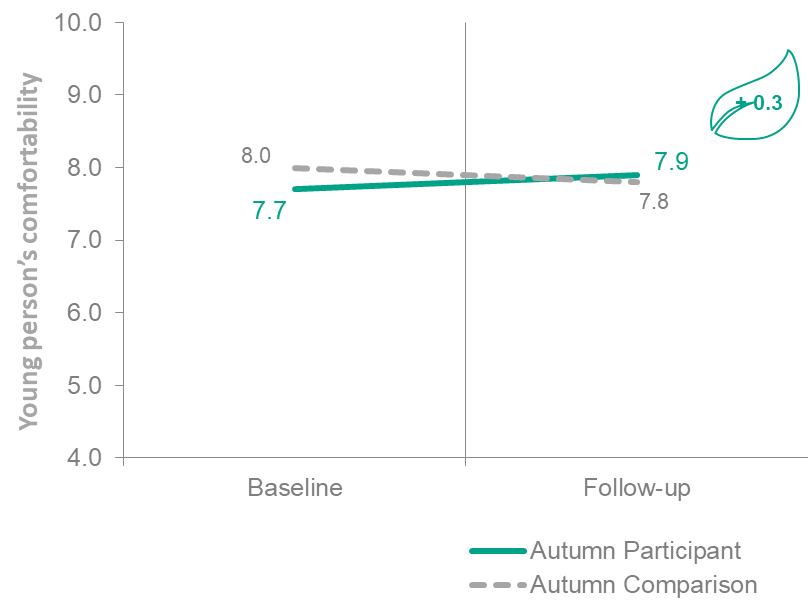 10.0
9.0
8.0
7.0
6.0
5.0
4.0
Young person's comfortability
+ 0.3
8.0
7.7
7.9
7.8
Baseline
Follow-up
Autumn Participant
Autumn Comparison